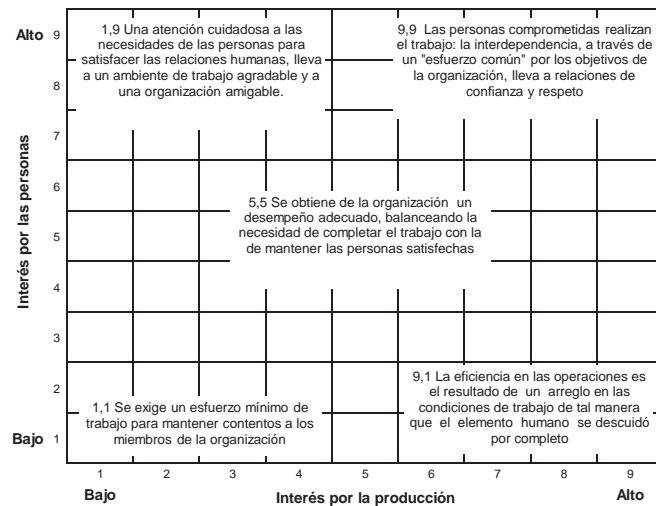 Alto
9
8
7
6
5
4
3
2
Bajo
1
Interés por las personas
1,9 Una atención cuidadosa a las
necesidades de las personas para
satisfacer las relaciones humanas, lleva
a un ambiente de trabajo agradable y a
una organización amigable.
9,9 Las personas comprometidas realizan
el trabajo: la interdependencia, a través de
un "esfuerzo común" por los objetivos de
la organización, lleva a relaciones de
confianza y respeto
5,5 Se obtiene de la organización un
desempeño adecuado, balanceando la
necesidad de completar el trabajo con la
de mantener las personas satisfechas
1,1 Se exige un esfuerzo mínimo de
trabajo para mantener contentos a los
miembros de la organización
9,1 La eficiencia en las operaciones es
el resultado de un arreglo en las
condiciones de trabajo de tal manera
que el elemento humano se descuidó
por completo
1 2 3 4 5 6 7 8 9
Bajo Interés por la producción Alto